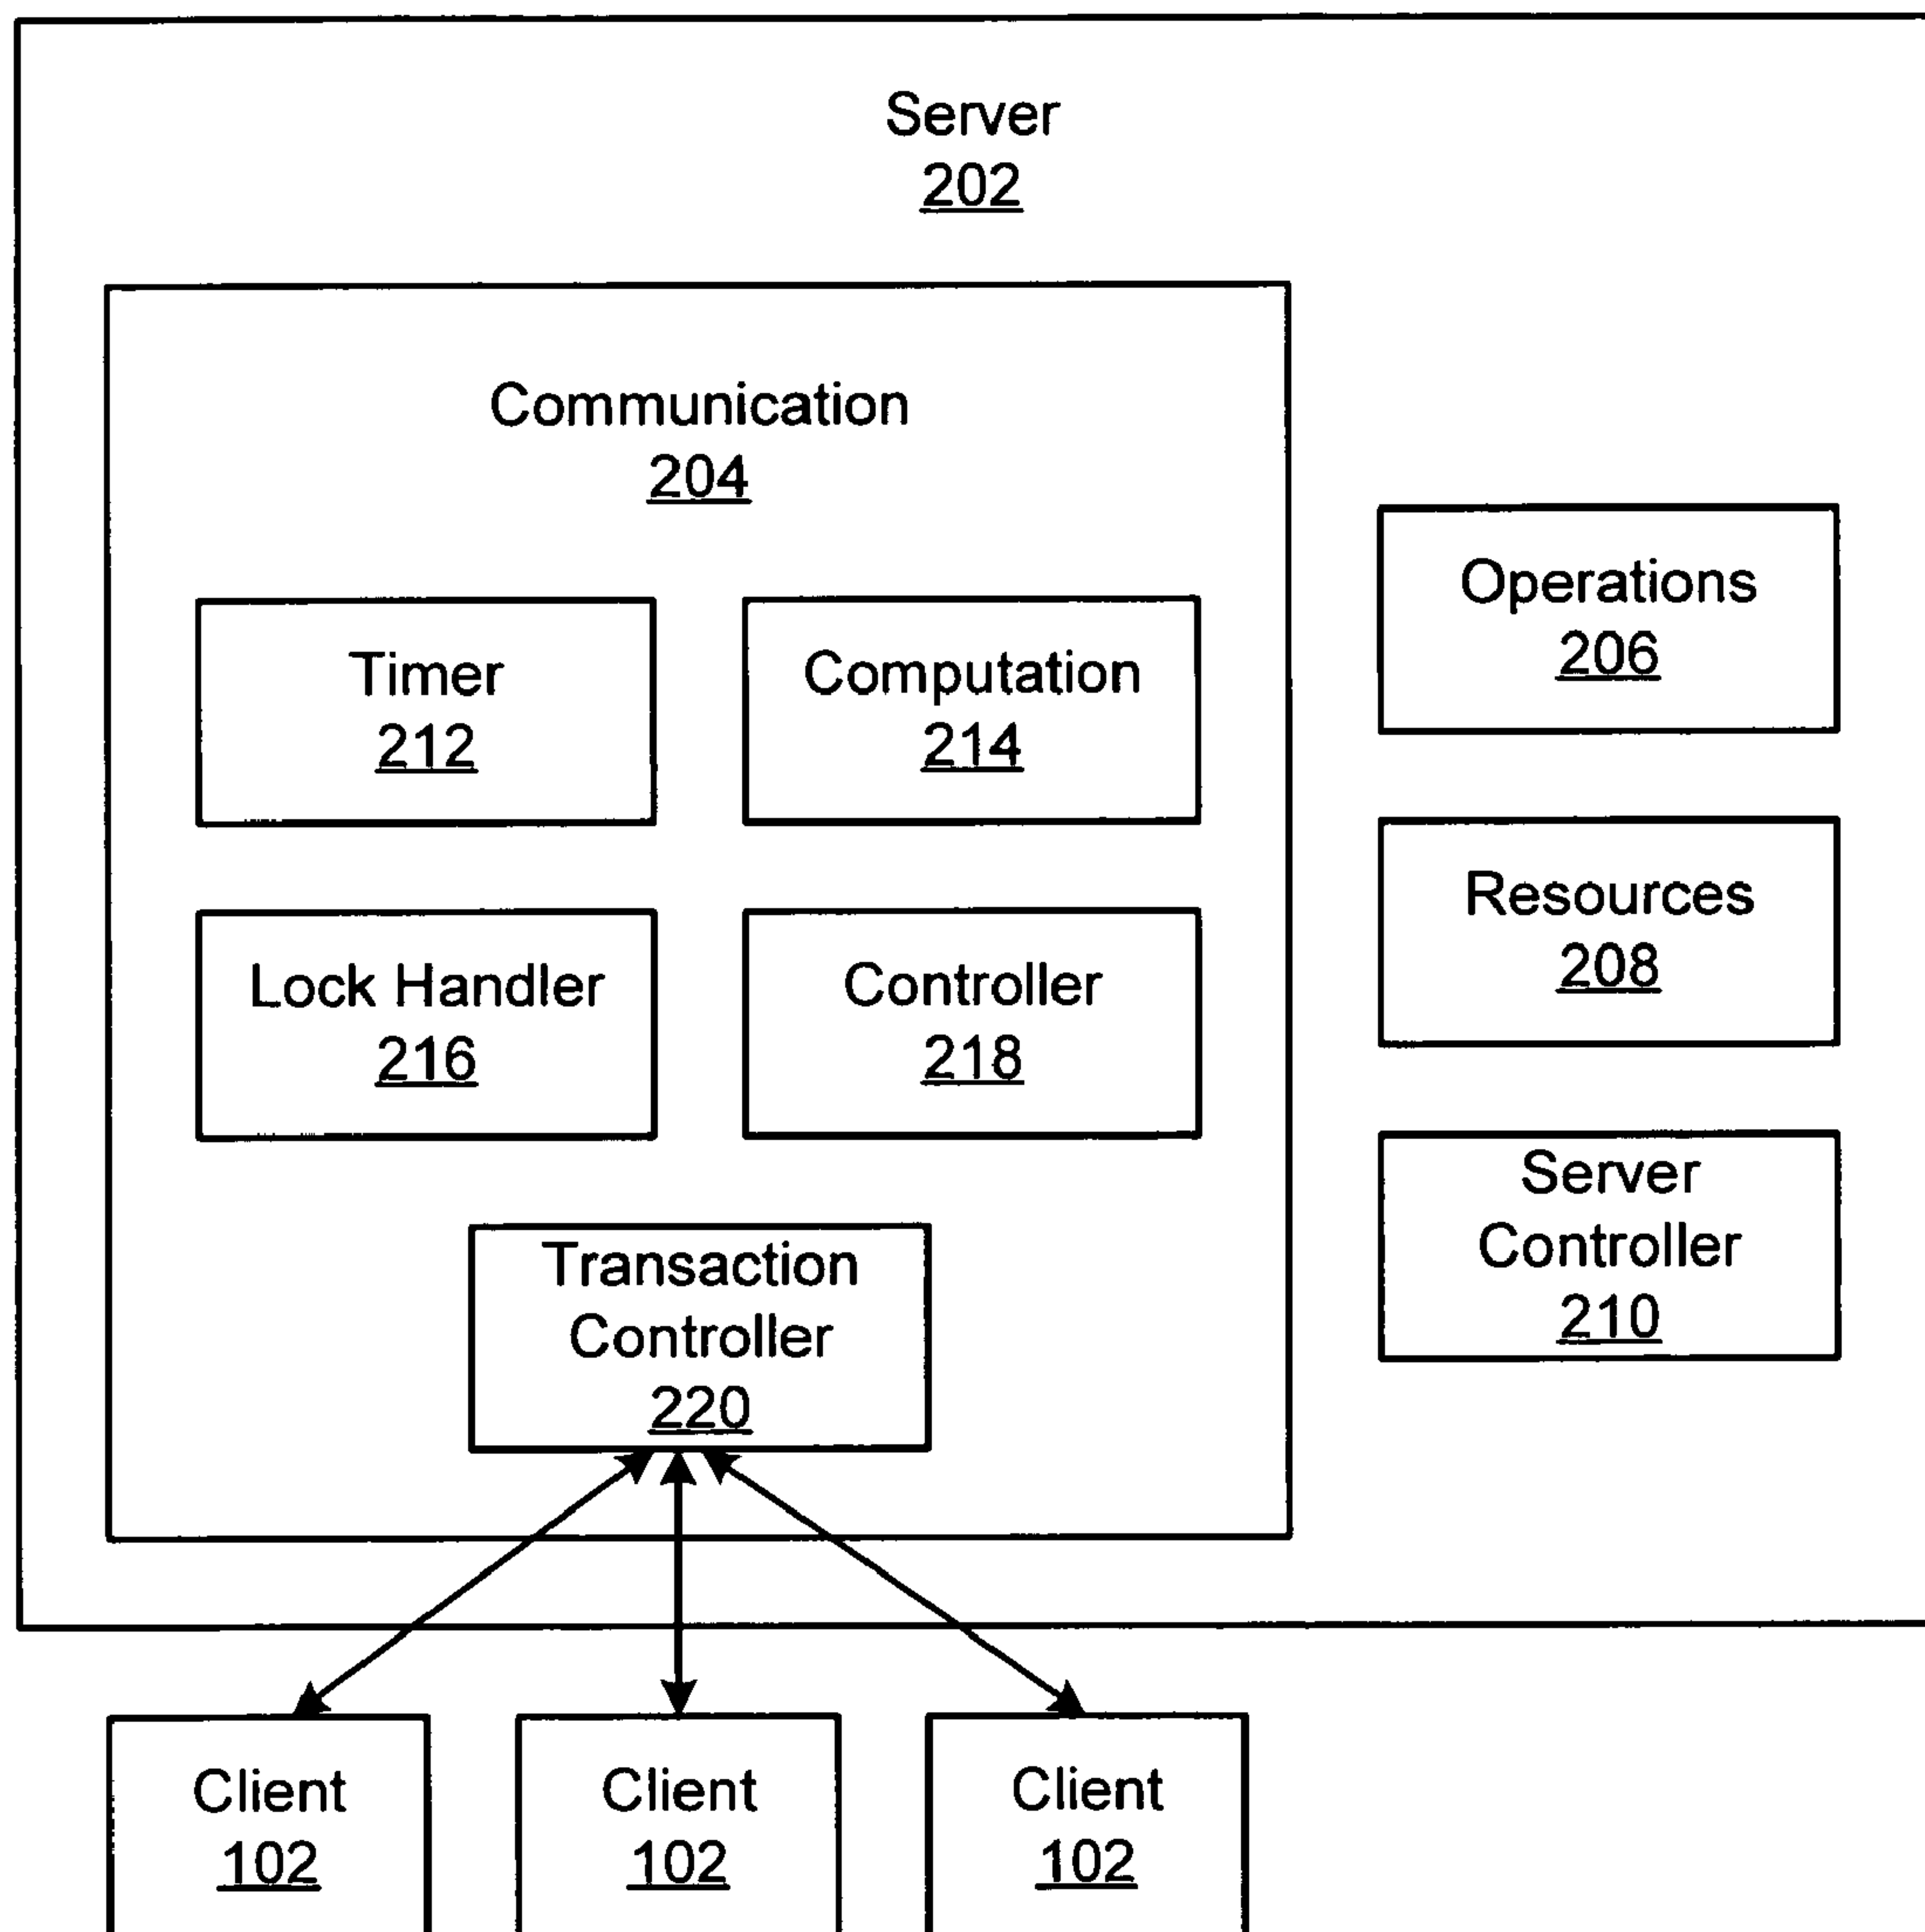 Server
202
Communication
204
Timer
212
Computation
214
Lock Handler
216
Controller
218
Transaction
Controller
220
Operations
206
Resources
208
Server
Controller
210
Client
102
Client
102
Client
102